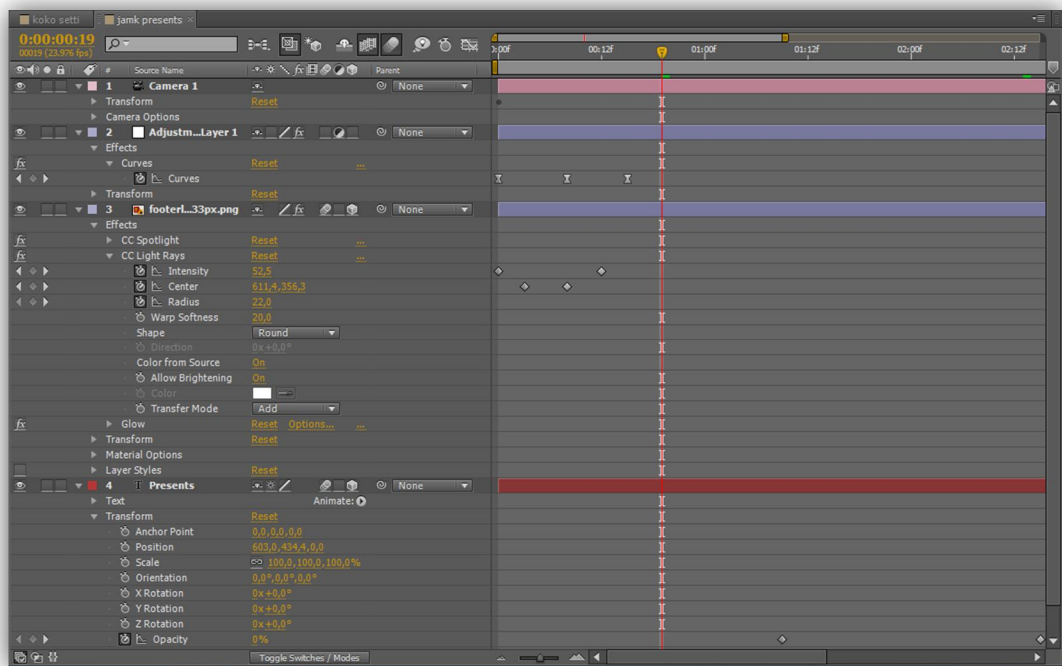 koko setti jamk presents
0:00:00:19
00019 (23.976 fps)
):00f 00:12f 01:00f 01:12f 02:00f 02:12f
# Source Name Parent
1 Camera 1 None
Transform Reset
Camera Options
2 Adjustm...Layer 1 fx None
Effects
fx Curves Reset ...
Curves
Transform Reset
3 footerl...33px.png fx None
Effects
fx CC Spotlight Reset ...
fx CC Light Rays Reset ...
Intensity 52,5
Center 611,4,356,3
Radius 22,0
Warp Softness 20,0
Shape Round
Direction 0x+0,0°
Color from Source On
Allow Brightening On
Color
Transfer Mode Add
fx Glow Reset Options... ...
Transform Reset
Material Options
Layer Styles Reset
4 T Presents None
Text Animate:
Transform Reset
Anchor Point 0,0,0,0,0,0
Position 603,0,434,4,0,0
Scale 100,0,100,0,100,0%
Orientation 0,0°,0,0°,0,0°
X Rotation 0x+0,0°
Y Rotation 0x+0,0°
Z Rotation 0x+0,0°
Opacity 0%
Toggle Switches / Modes